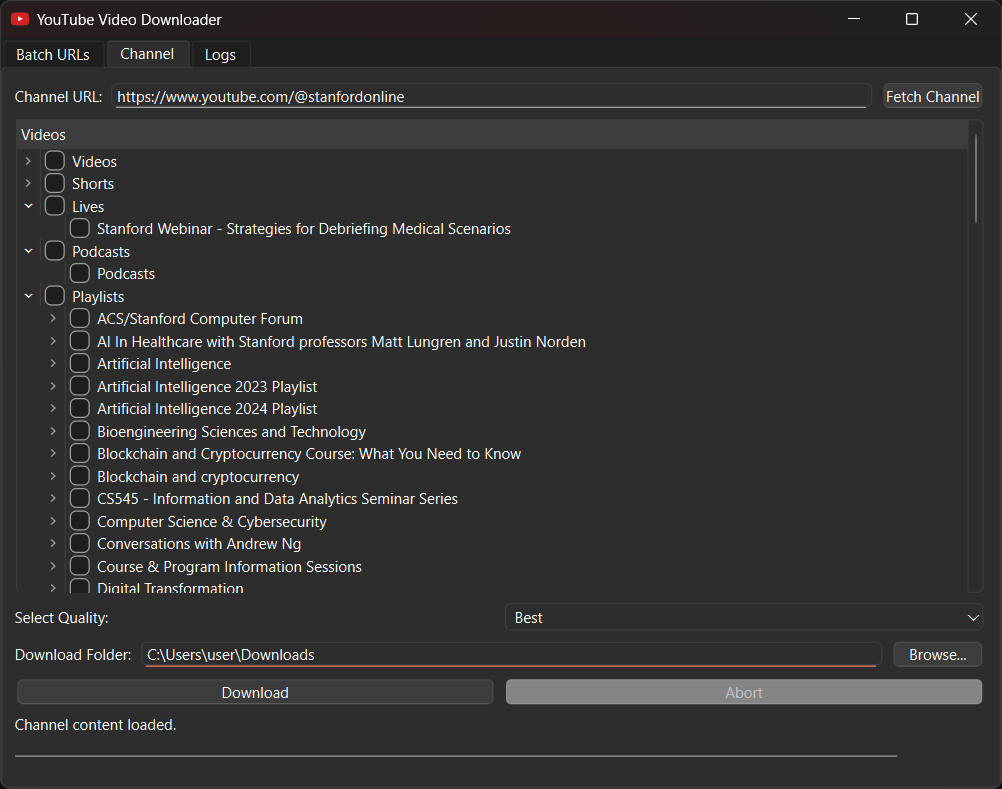 YouTube Video Downloader
Batch URLs Channel Logs
Channel URL: https://www.youtube.com/@stanfordonline Fetch Channel
Videos
Videos
Shorts
Lives
Stanford Webinar - Strategies for Debriefing Medical Scenarios
Podcasts
Podcasts
Playlists
ACS/Stanford Computer Forum
AI In Healthcare with Stanford professors Matt Lungren and Justin Norden
Artificial Intelligence
Artificial Intelligence 2023 Playlist
Artificial Intelligence 2024 Playlist
Bioengineering Sciences and Technology
Blockchain and Cryptocurrency Course: What You Need to Know
Blockchain and cryptocurrency
CS545 - Information and Data Analytics Seminar Series
Computer Science & Cybersecurity
Conversations with Andrew Ng
Course & Program Information Sessions
Digital Transformation
Select Quality: Best
Download Folder: C:\Users\user\Downloads Browse...
Download Abort
Channel content loaded.